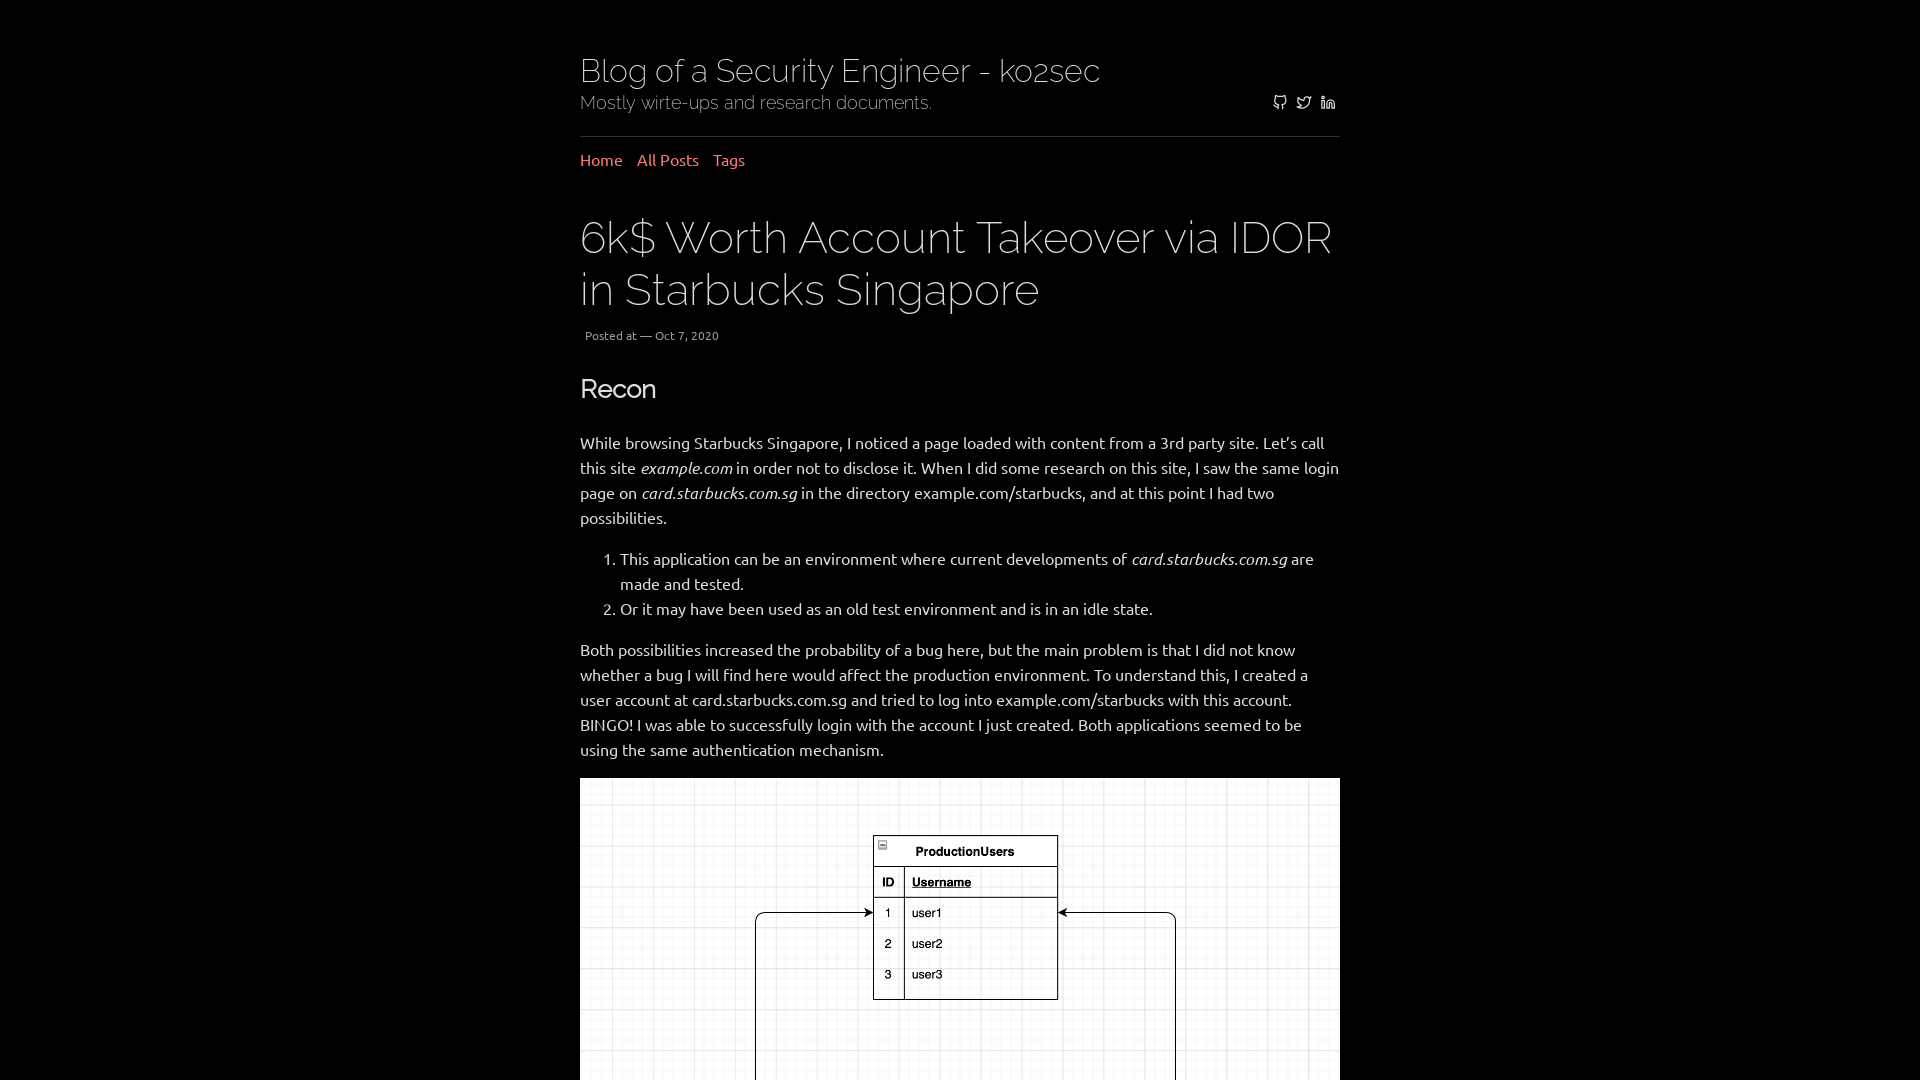 Blog of a Security Engineer - ko2sec
Mostly wirte-ups and research documents.
Home All Posts Tags
6k$ Worth Account Takeover via IDOR
in Starbucks Singapore
Posted at — Oct 7, 2020
Recon
While browsing Starbucks Singapore, I noticed a page loaded with content from a 3rd party site. Let’s call
this site example.com in order not to disclose it. When I did some research on this site, I saw the same login
page on card.starbucks.com.sg in the directory example.com/starbucks, and at this point I had two
possibilities.
1. This application can be an environment where current developments of card.starbucks.com.sg are
made and tested.
2. Or it may have been used as an old test environment and is in an idle state.
Both possibilities increased the probability of a bug here, but the main problem is that I did not know
whether a bug I will find here would affect the production environment. To understand this, I created a
user account at card.starbucks.com.sg and tried to log into example.com/starbucks with this account.
BINGO! I was able to successfully login with the account I just created. Both applications seemed to be
using the same authentication mechanism.
ProductionUsers
ID Username
1 user1
2 user2
3 user3